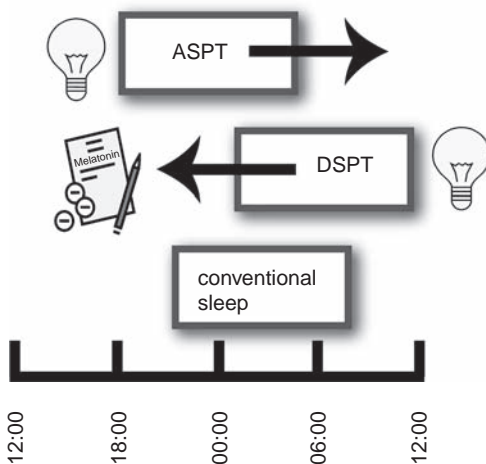 ASPT
Melatonin
DSPT
conventional
sleep
12:00
18:00
00:00
06:00
12:00